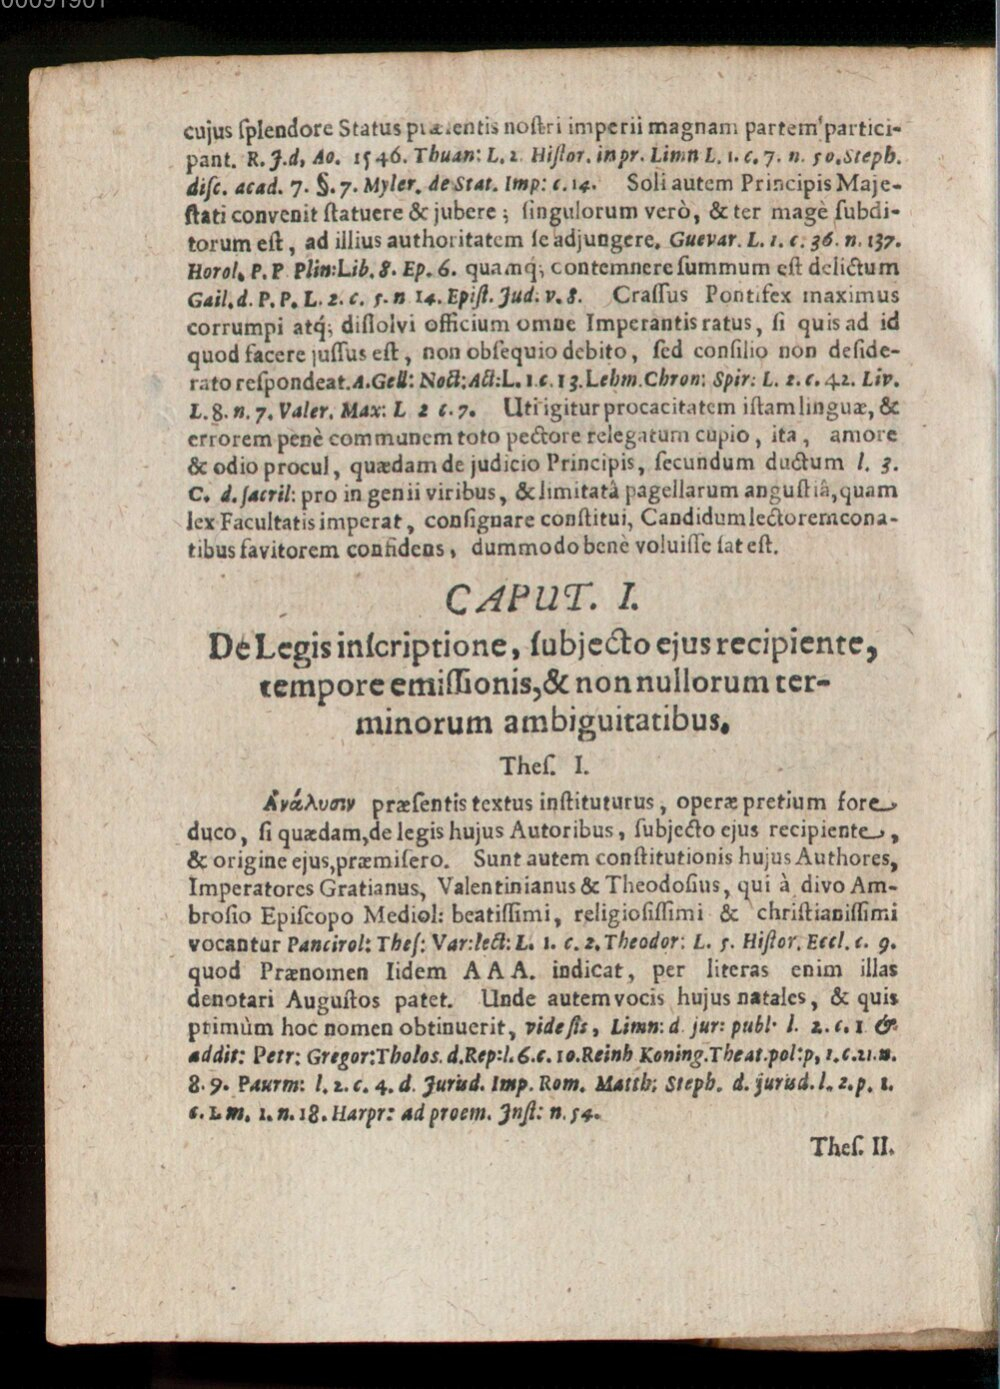 00091901
cujus ſplendore Status præſentis noſtri imperii magnam partem partici-
pant. R. J. d, Ao. 1546. Thuan: L. 2 Hiſtor. inpr. Limn L. 1. c. 7. n. 50. Steph.
diſc. acad. 7. §. 7. Myler. de Stat. Imp: c. 14. Soli autem Principis Maje-
ſtati convenit ſtatuere & jubere ; ſingulorum verò, & ter magè ſubdi-
torum eſt, ad illius authoritatem ſe adjungere. Guevar. L. 1. c. 36. n. 137.
Horol. P. P Plin: Lib. 8. Ep. 6. quamq; contemnere ſummum eſt delictum
Gail. d. P. P. L. 2. c. 5. n 14. Epiſt. Jud: v. 8. Craſſus Pontifex maximus
corrumpi atq; diſſolvi officium omne Imperantis ratus, ſi quis ad id
quod facere juſſus eſt, non obſequio debito, ſed conſilio non deſide-
rato reſpondeat. A. Gell: Noct: Act: L. 1 c. 13. Lehm. Chron: Spir: L. 2. c. 42. Liv.
L. 8. n. 7. Valer. Max: L 2 c. 7. Uti igitur procacitatem iſtam linguæ, &
errorem penè communem toto pectore relegatum cupio, ita, amore
& odio procul, quædam de judicio Principis, ſecundum ductum l. 3.
C. d. ſacril: pro in genii viribus, & limitatâ pagellarum anguſtiâ, quam
lex Facultatis imperat, conſignare conſtitui, Candidum lectorem cona-
tibus favitorem confidens, dummodo benè voluiſſe ſat eſt.
CAPUT. I.
De Legis inſcriptione, ſubjecto ejus recipiente,
tempore emiſſionis, & non nullorum ter-
minorum ambiguitatibus.
Theſ. I.
Ἀνάλυσιν præſentis textus inſtituturus, operæ pretium fore
duco, ſi quædam, de legis hujus Autoribus, ſubjecto ejus recipiente,
& origine ejus, præmiſero. Sunt autem conſtitutionis hujus Authores,
Imperatores Gratianus, Valentinianus & Theodoſius, qui à divo Am-
broſio Epiſcopo Mediol: beatiſſimi, religioſiſſimi & chriſtianiſſimi
vocantur Pancirol: Theſ: Var: lect: L. 1. c. 2. Theodor: L. 5. Hiſtor. Eccl. c. 9.
quod Prænomen Iidem A A A. indicat, per literas enim illas
denotari Auguſtos patet. Unde autem vocis hujus natales, & quis
primùm hoc nomen obtinuerit, vide ſis, Limn: d jur: publ. l. 2. c. 1 &
addit: Petr: Gregor: Tholos. d. Rep: l. 6. c. 10. Reinh Koning. Theat. pol: p, 1. c. 21. n.
8. 9. Paurm: l. 2. c. 4. d. Jurisd. Imp. Rom. Matth: Steph. d. jurisd. l. 2. p. 1.
c. 1. m. 1. n. 18. Harpr: ad proem. Jnſt: n. 54.
Theſ. II.